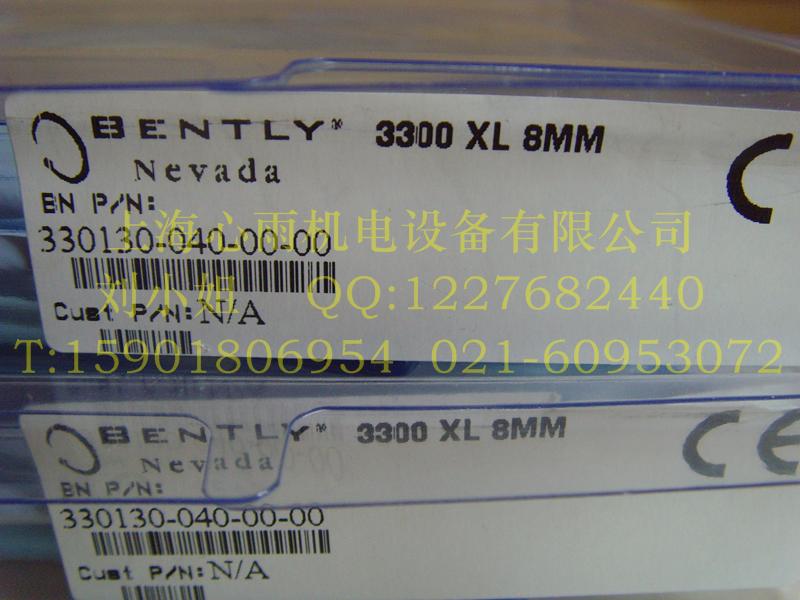 BENTLY® 3300 XL 8MM
Nevada
BN P/N:
上海心雨机电设备有限公司
330130-040-00-00
刘小姐 QQ:1227682440
Cust P/N:N/A
T:15901806954 021-60953072
BENTLY® 3300 XL 8MM
Nevada
BN P/N:
330130-040-00-00
Cust P/N:N/A